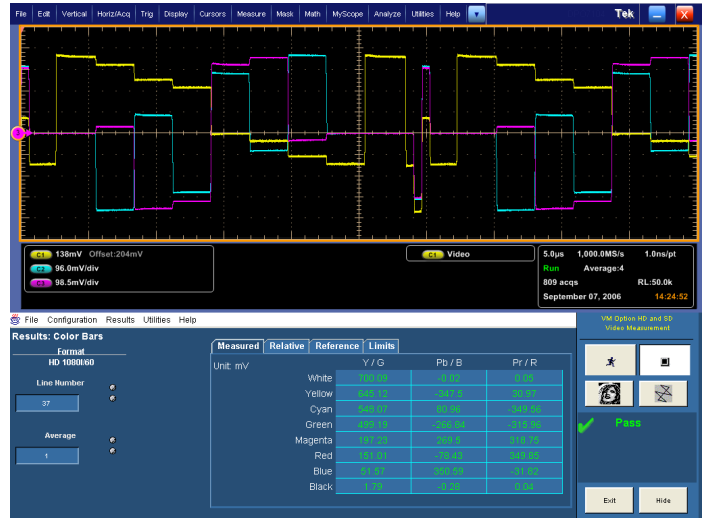 File Edit Vertical Horiz/Acq Trig Display Cursors Measure Mask Math MyScope Analyze Utilities Help Tek X
3
C1 138mV Offset:204mV
C2 96.0mV/div
C3 98.5mV/div
C1 Video
5.0µs 1,000.0MS/s 1.0ns/pt
Run Average:4
809 acqs RL:50.0k
September 07, 2006 14:24:52
File Configuration Results Utilities Help
Results: Color Bars
Format
HD 1080I/60
Line Number
37
Average
1
Measured Relative Reference Limits
Unit: mV Y / G Pb / B Pr / R
White 700.09 -0.02 0.05
Yellow 645.12 -347.5 39.97
Cyan 548.07 80.96 -349.56
Green 499.19 -266.84 -315.96
Magenta 197.23 269.5 318.75
Red 151.01 -78.43 349.85
Blue 51.57 350.59 -31.82
Black 1.79 -0.28 0.04
VM Option HD and SD
Video Measurement
Pass
Exit Hide